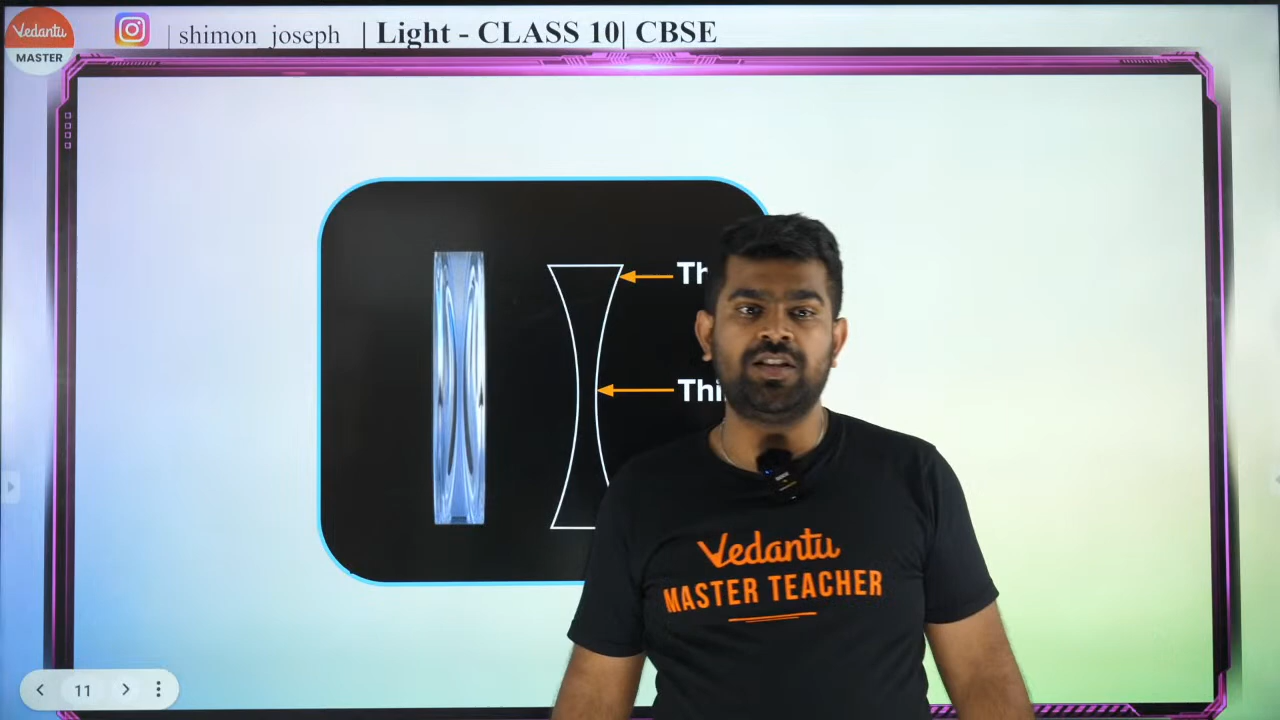 Vedantu
MASTER
| shimon_joseph | Light - CLASS 10| CBSE
Vedantu
MASTER TEACHER
11